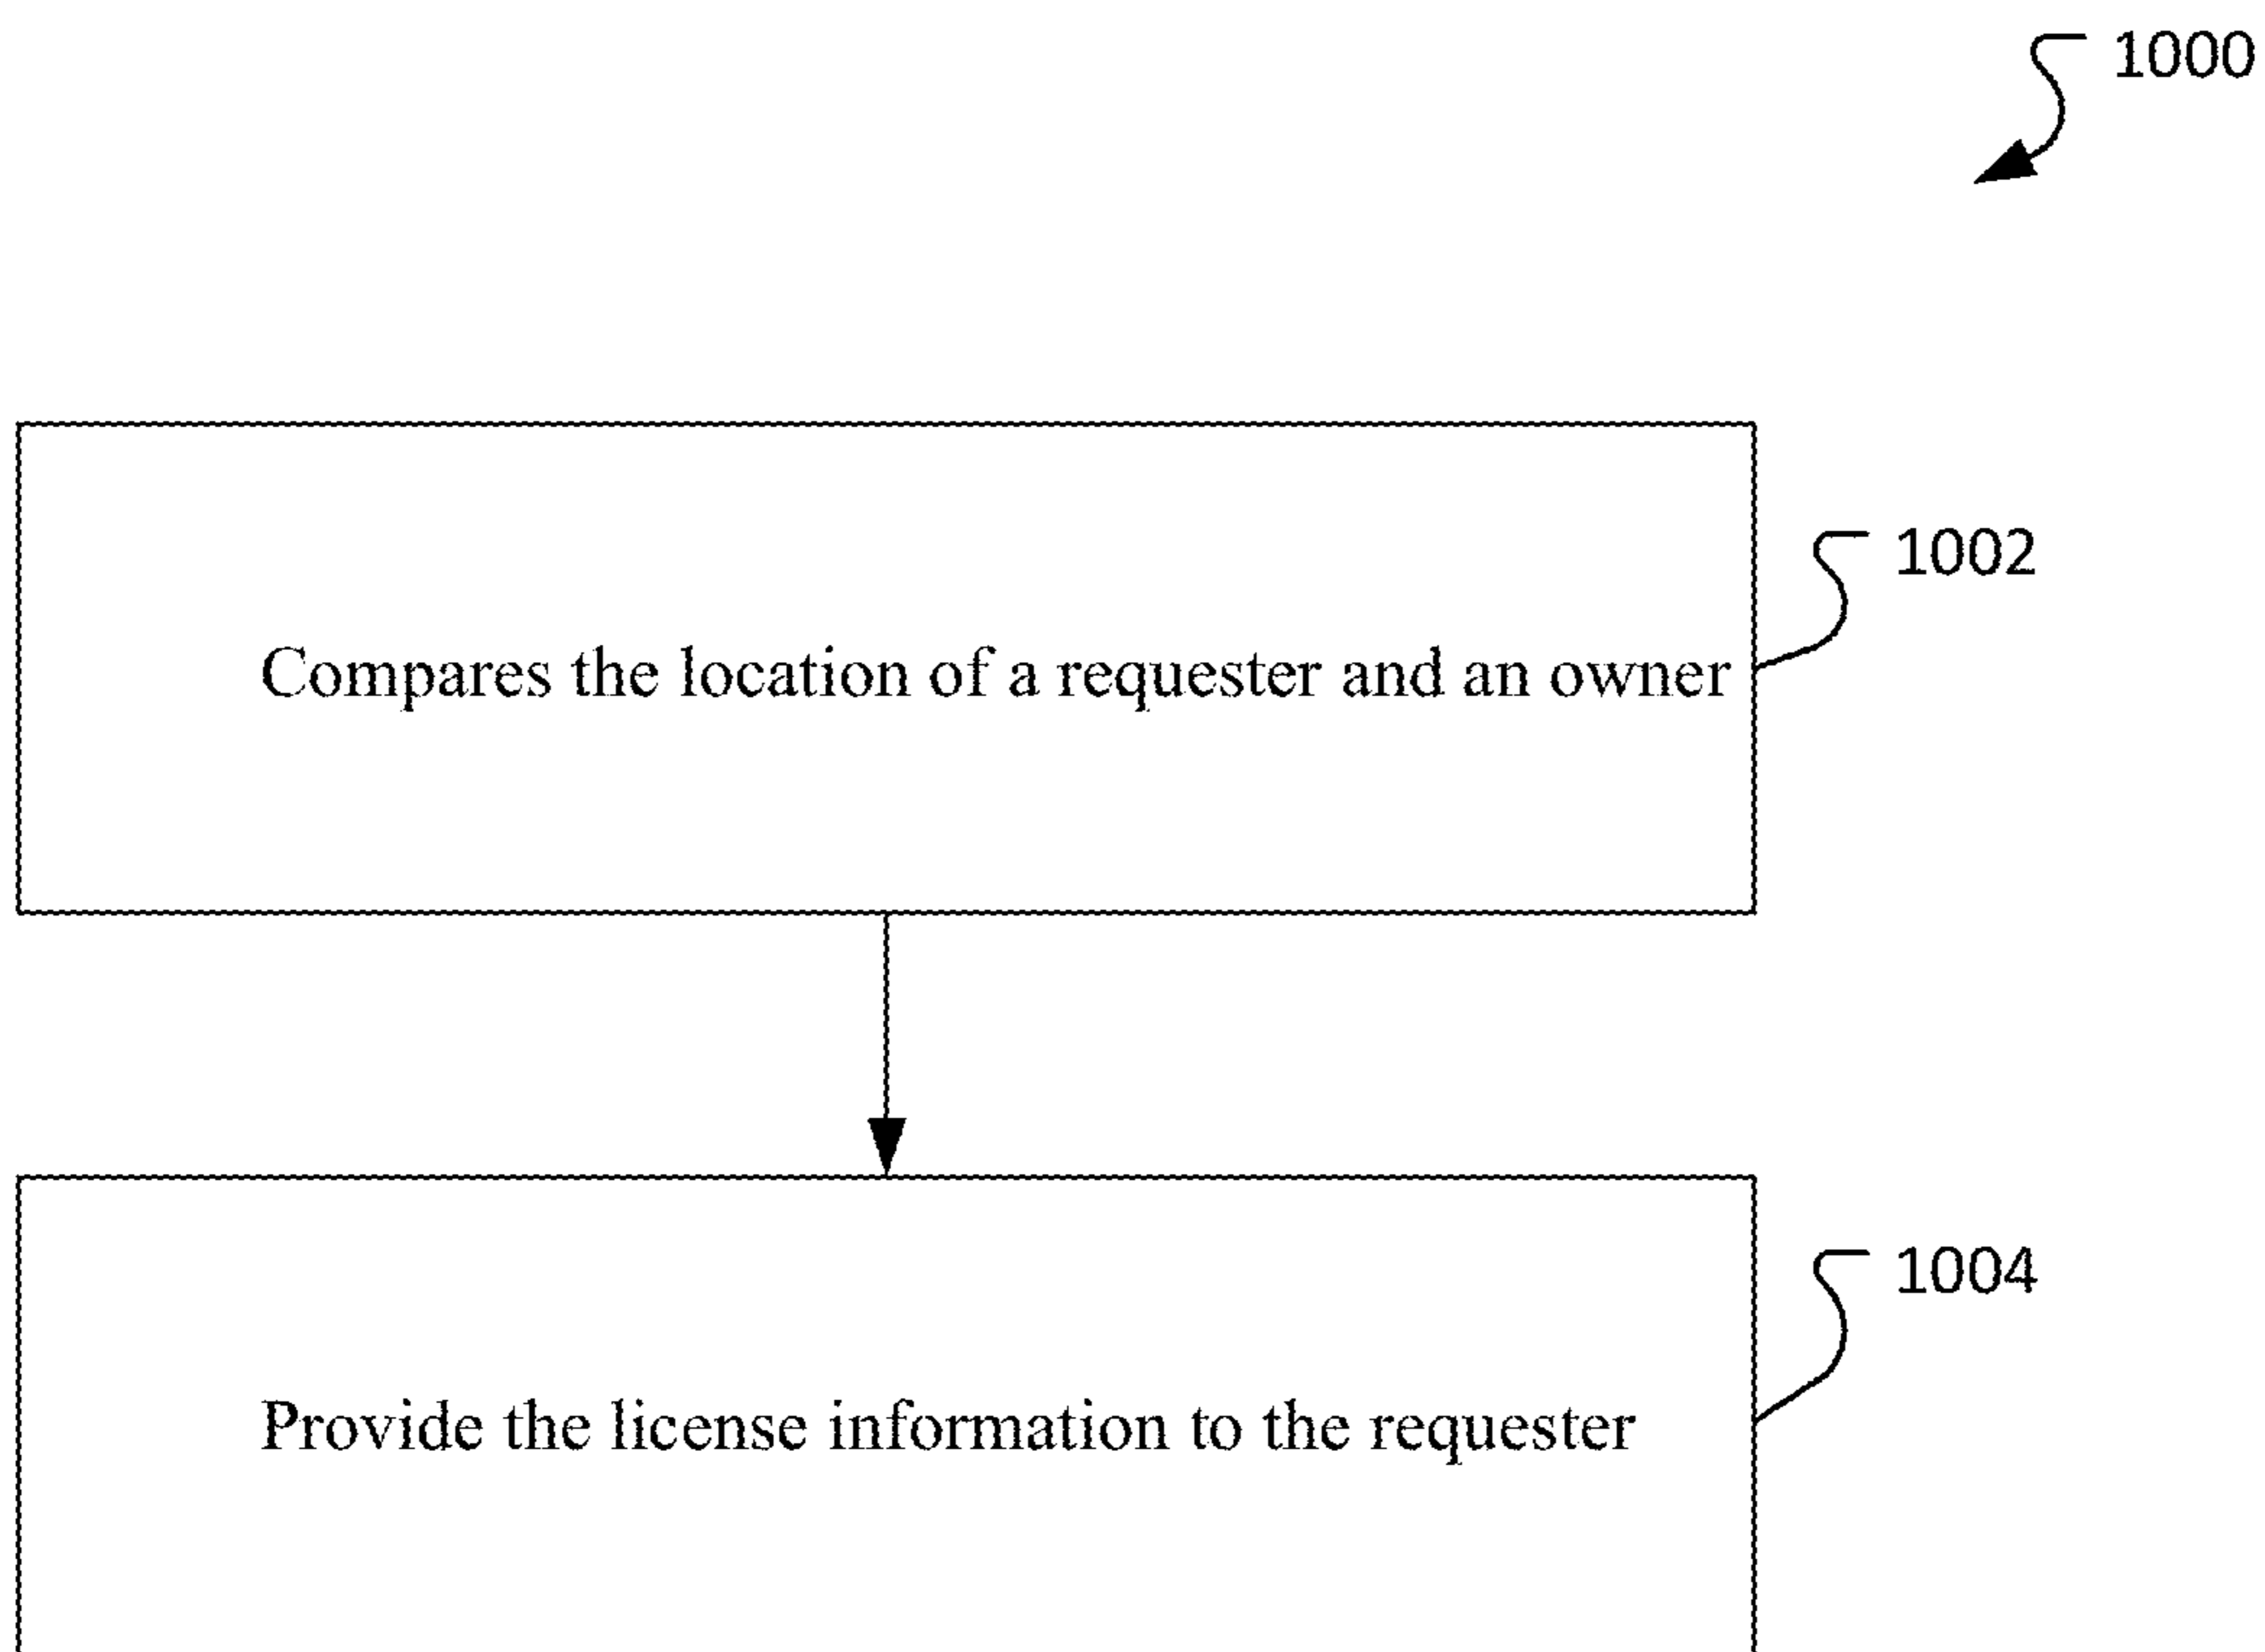 1000
1002
Compares the location of a requester and an owner
1004
Provide the license information to the requester